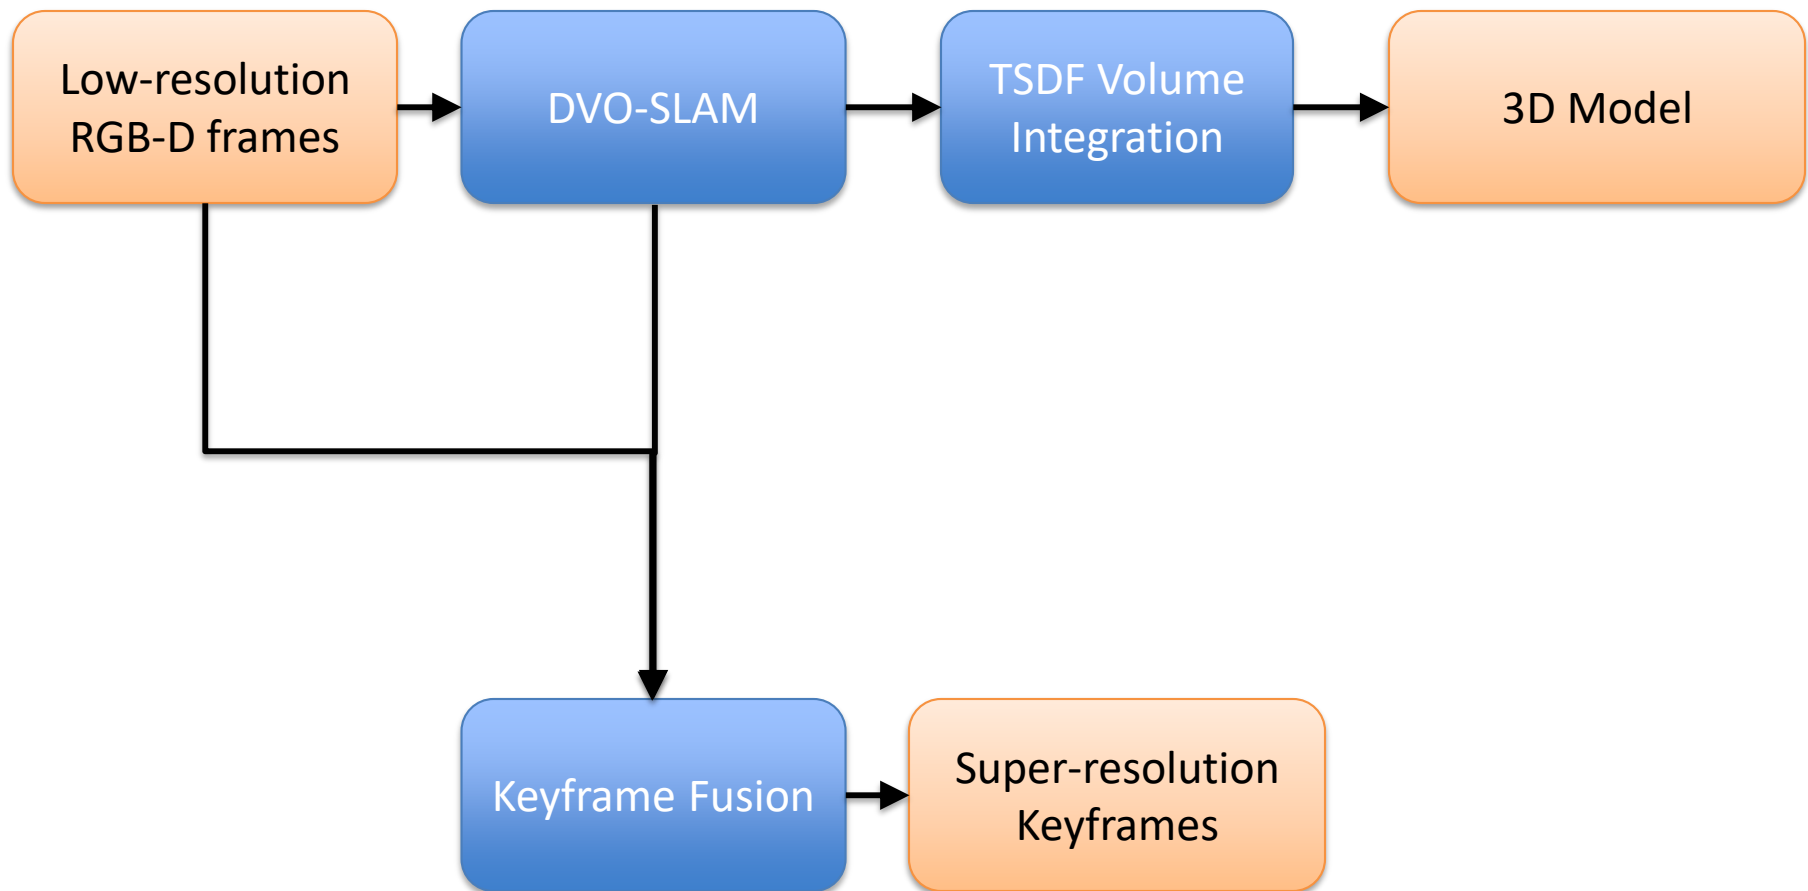 Low-resolution
RGB-D frames
DVO-SLAM
TSDF Volume
Integration
3D Model
Keyframe Fusion
Super-resolution
Keyframes